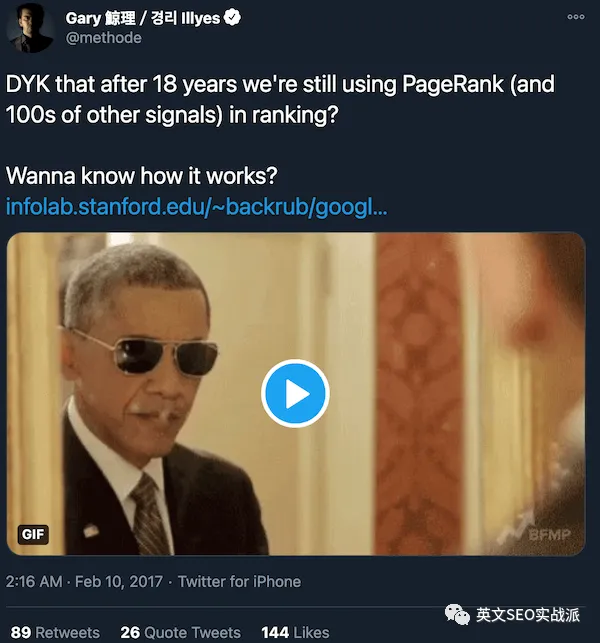 Gary 鯨理 / 경리 Illyes
@methode
DYK that after 18 years we're still using PageRank (and
100s of other signals) in ranking?
Wanna know how it works?
infolab.stanford.edu/~backrub/googl...
GIF
BFMP
2:16 AM · Feb 10, 2017 · Twitter for iPhone
89 Retweets 26 Quote Tweets 144 Likes
英文SEO实战派